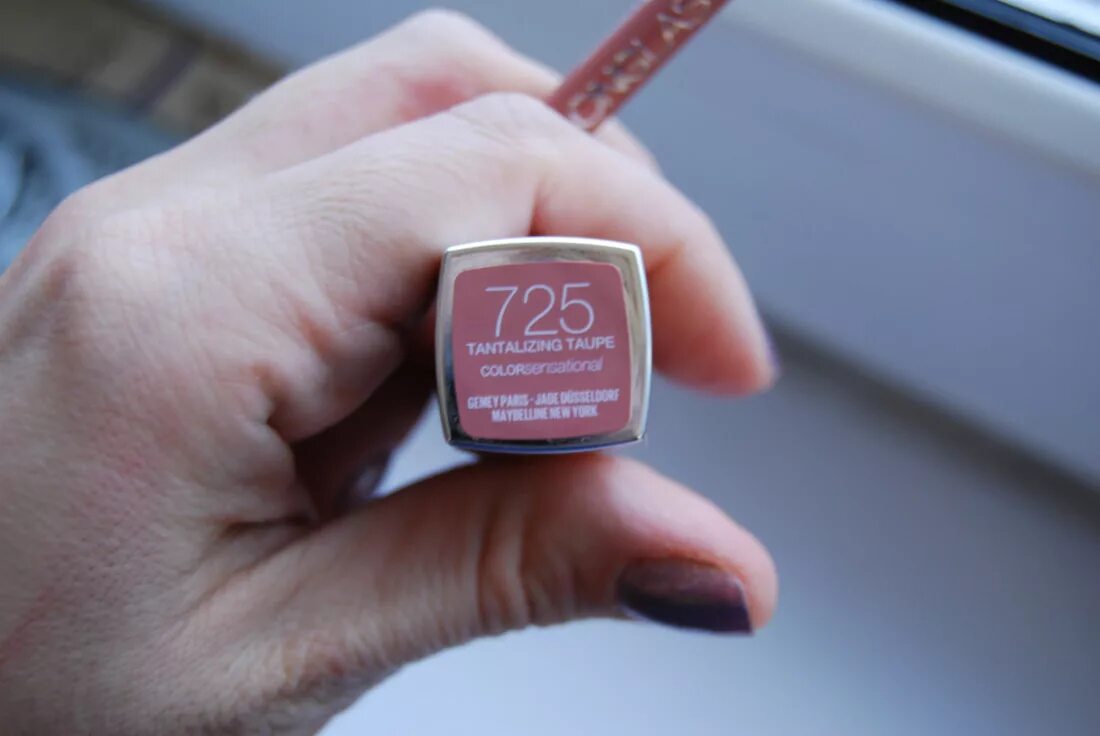 725
TANTALIZING TAUPE
COLORsensational
GEMEY PARIS - JADE DÜSSELDORF
MAYBELLINE NEW YORK